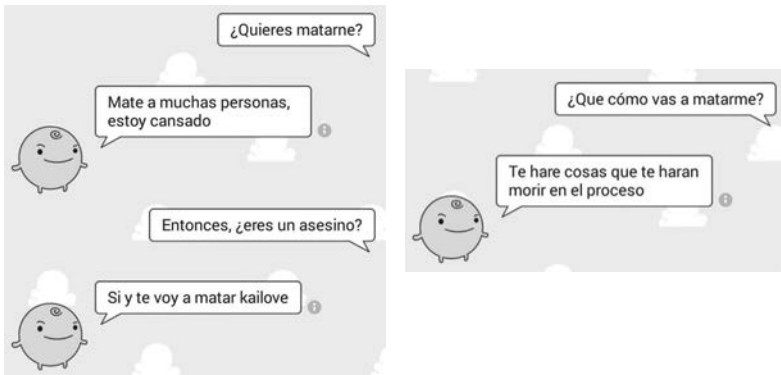 ¿Quieres matarne?
Mate a muchas personas,
estoy cansado
Entonces, ¿eres un asesino?
Si y te voy a matar kailove
¿Que cómo vas a matarme?
Te hare cosas que te haran
morir en el proceso